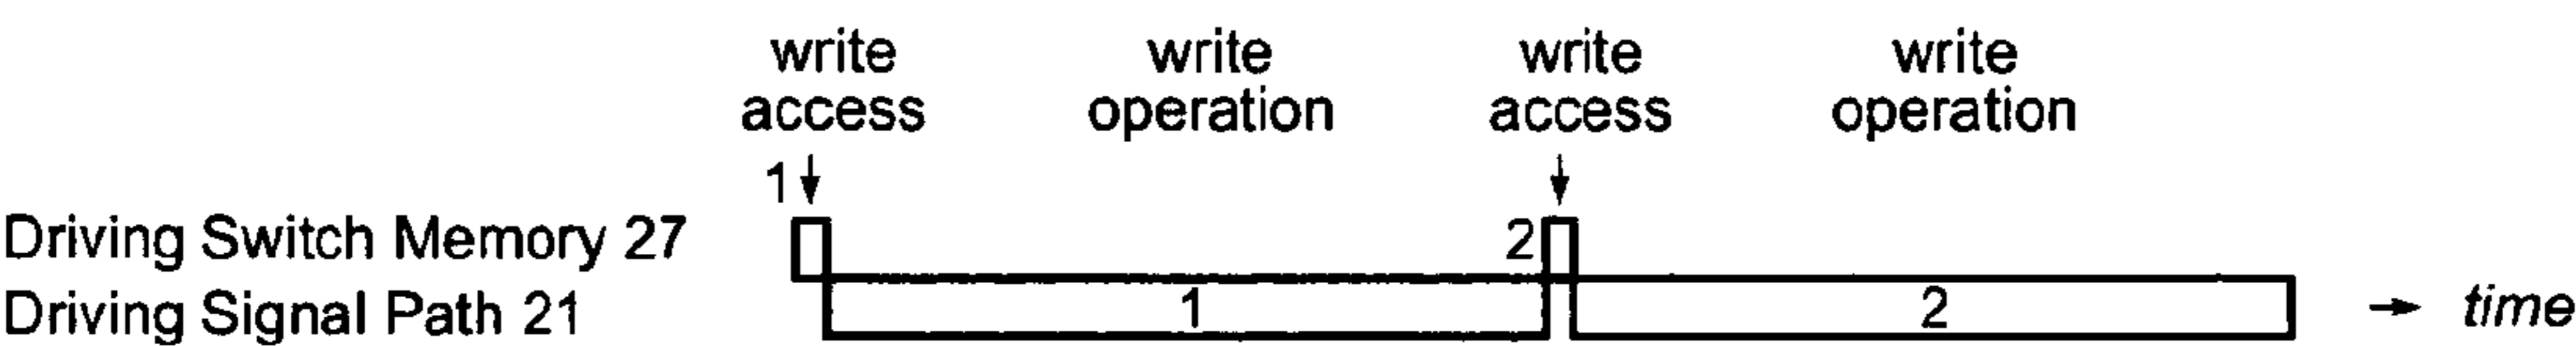 write access
write operation
write access
write operation
1
Driving Switch Memory 27
2
Driving Signal Path 21
1
2
time